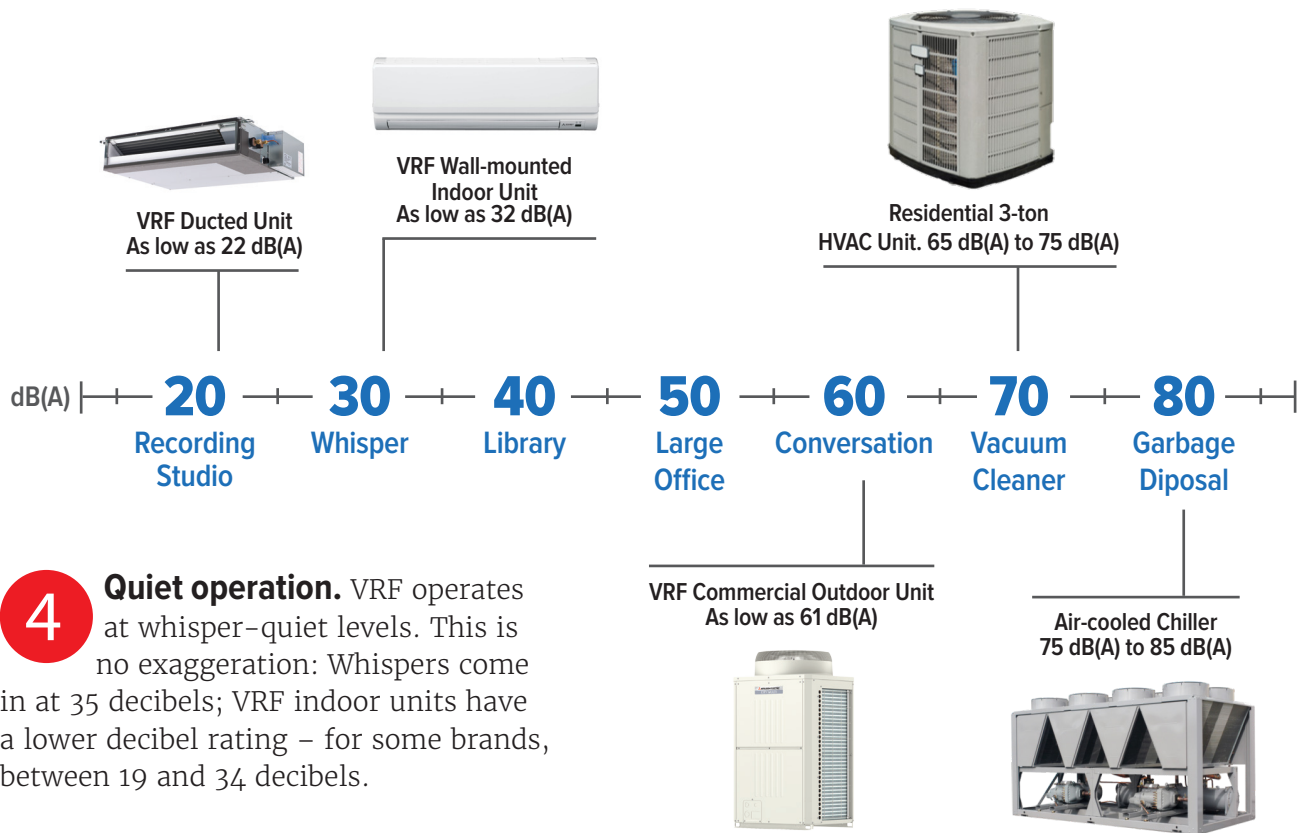 VRF Ducted Unit
As low as 22 dB(A)
VRF Wall-mounted
Indoor Unit
As low as 32 dB(A)
Residential 3-ton
HVAC Unit. 65 dB(A) to 75 dB(A)
dB(A) 20 30 40 50 60 70 80
Recording
Studio
Whisper
Library
Large
Office
Conversation
Vacuum
Cleaner
Garbage
Diposal
VRF Commercial Outdoor Unit
As low as 61 dB(A)
Air-cooled Chiller
75 dB(A) to 85 dB(A)
4
Quiet operation. VRF operates
at whisper-quiet levels. This is
no exaggeration: Whispers come
in at 35 decibels; VRF indoor units have
a lower decibel rating – for some brands,
between 19 and 34 decibels.